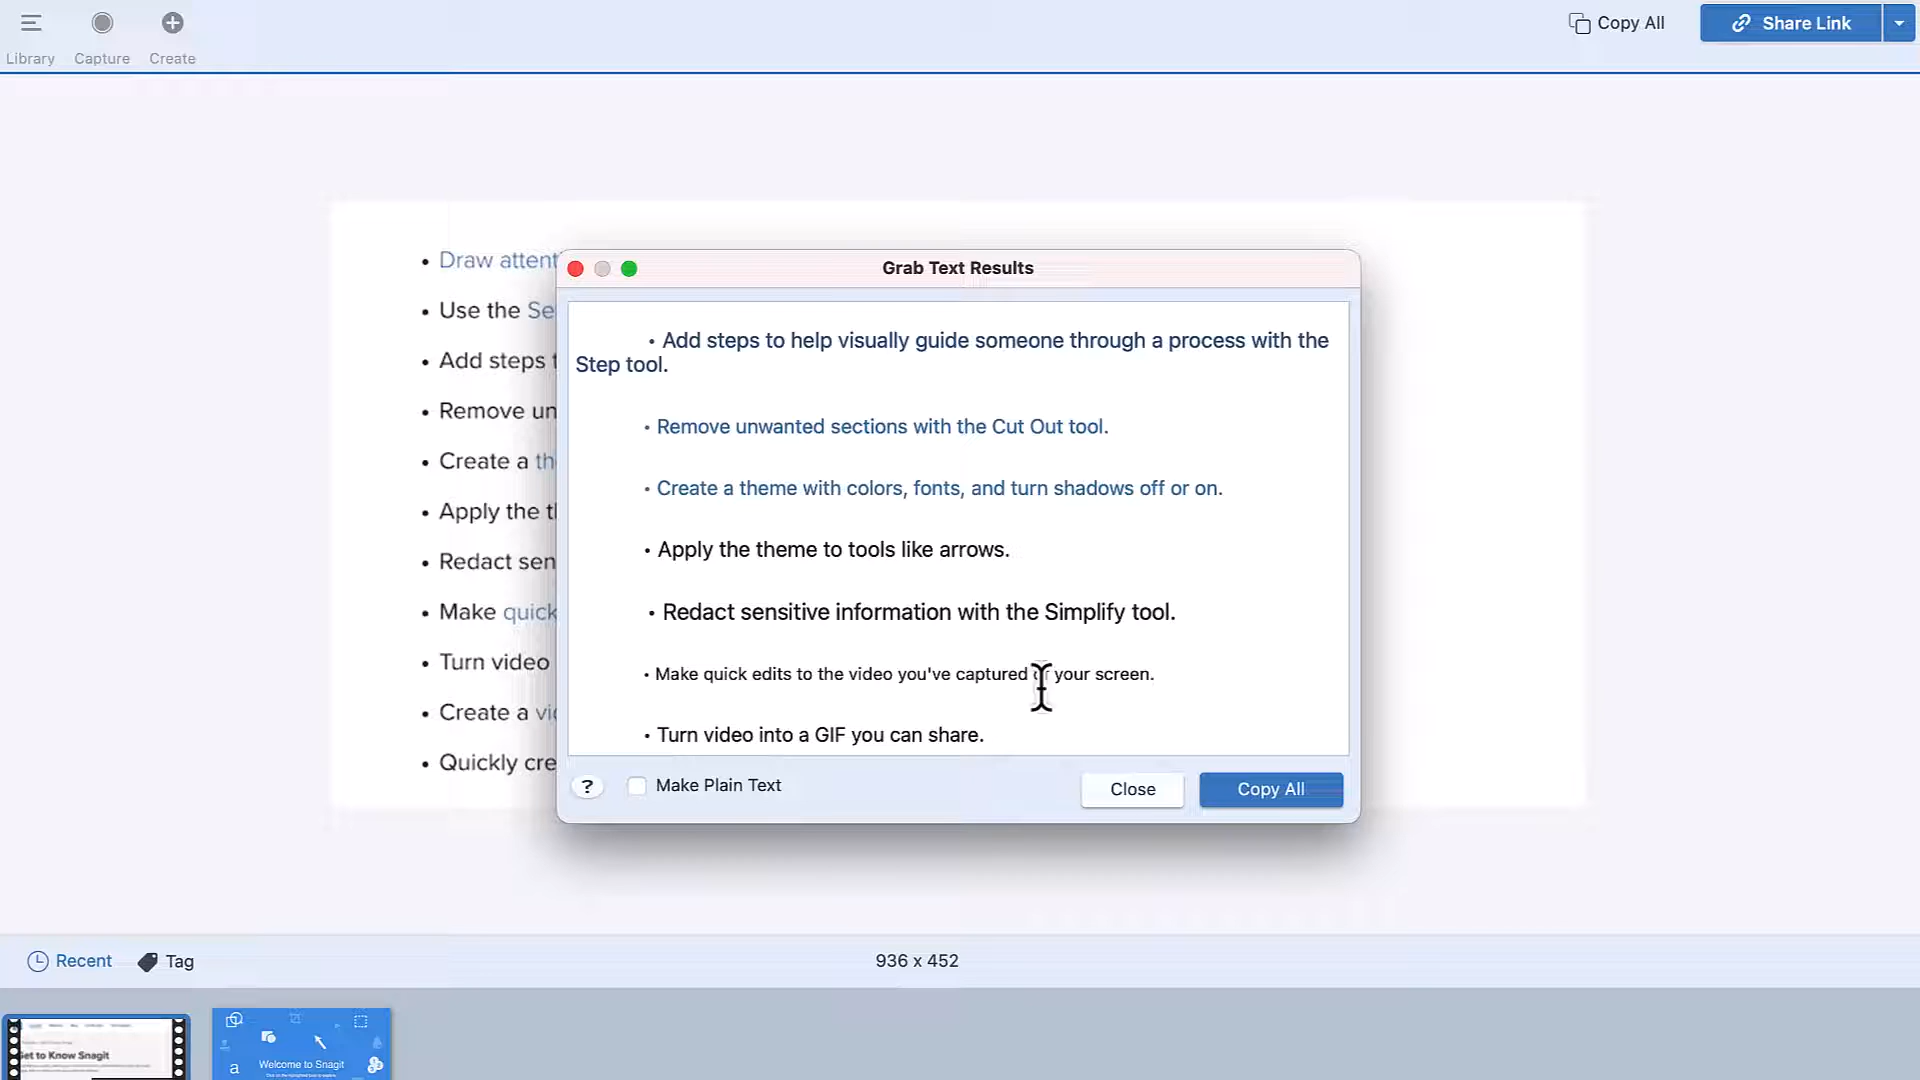 Library
Capture
Create
Copy All
Share Link
• Draw attent
• Use the Se
• Add steps t
• Remove un
• Create a th
• Apply the t
• Redact sen
• Make quick
• Turn video
• Create a vi
• Quickly cre
Grab Text Results
• Add steps to help visually guide someone through a process with the
Step tool.
• Remove unwanted sections with the Cut Out tool.
• Create a theme with colors, fonts, and turn shadows off or on.
• Apply the theme to tools like arrows.
• Redact sensitive information with the Simplify tool.
• Make quick edits to the video you've captured your screen.
• Turn video into a GIF you can share.
?
Make Plain Text
Close
Copy All
Recent
Tag
936 x 452
Get to Know Snagit
a
Welcome to Snagit